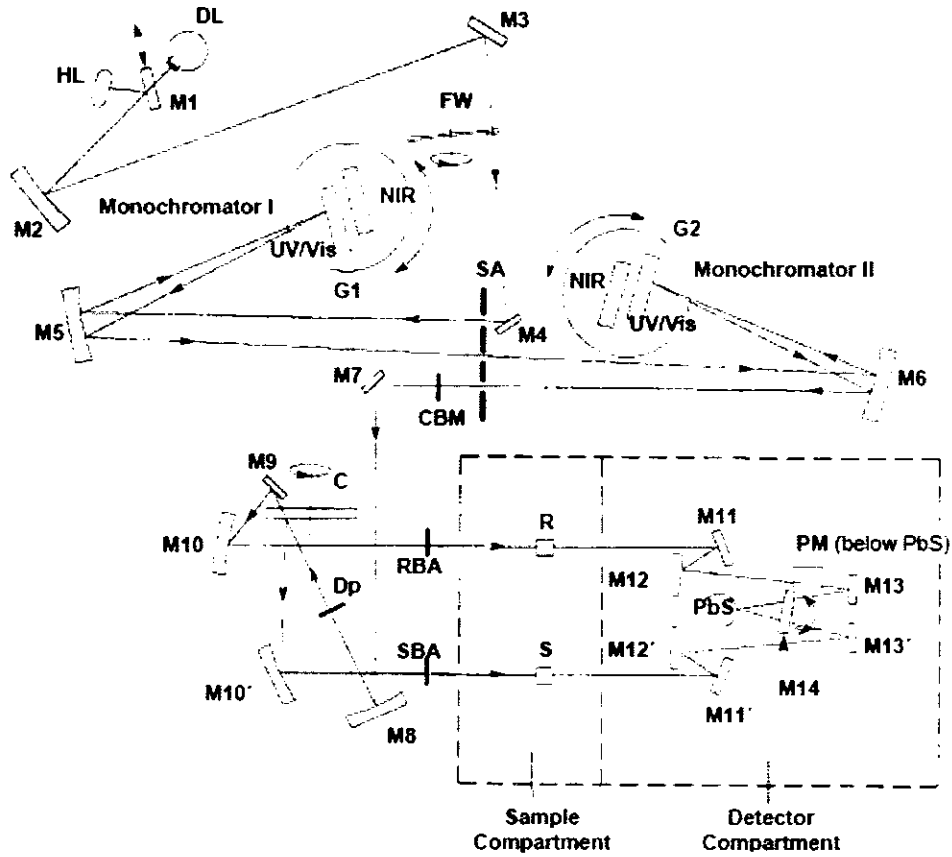 DL
M3
HL
M1
FW
NIR
M2
Monochromator I
G2
UV/Vis
SA
NIR
Monochromator II
G1
M5
M4
UV/Vis
M7
M6
CBM
M9
C
M11
M10
R
PM (below PbS)
RBA
M12
M13
Dp
PbS
SBA
S
M12´
M13´
M10´
M14
M8
M11´
Sample
Compartment
Detector
Compartment